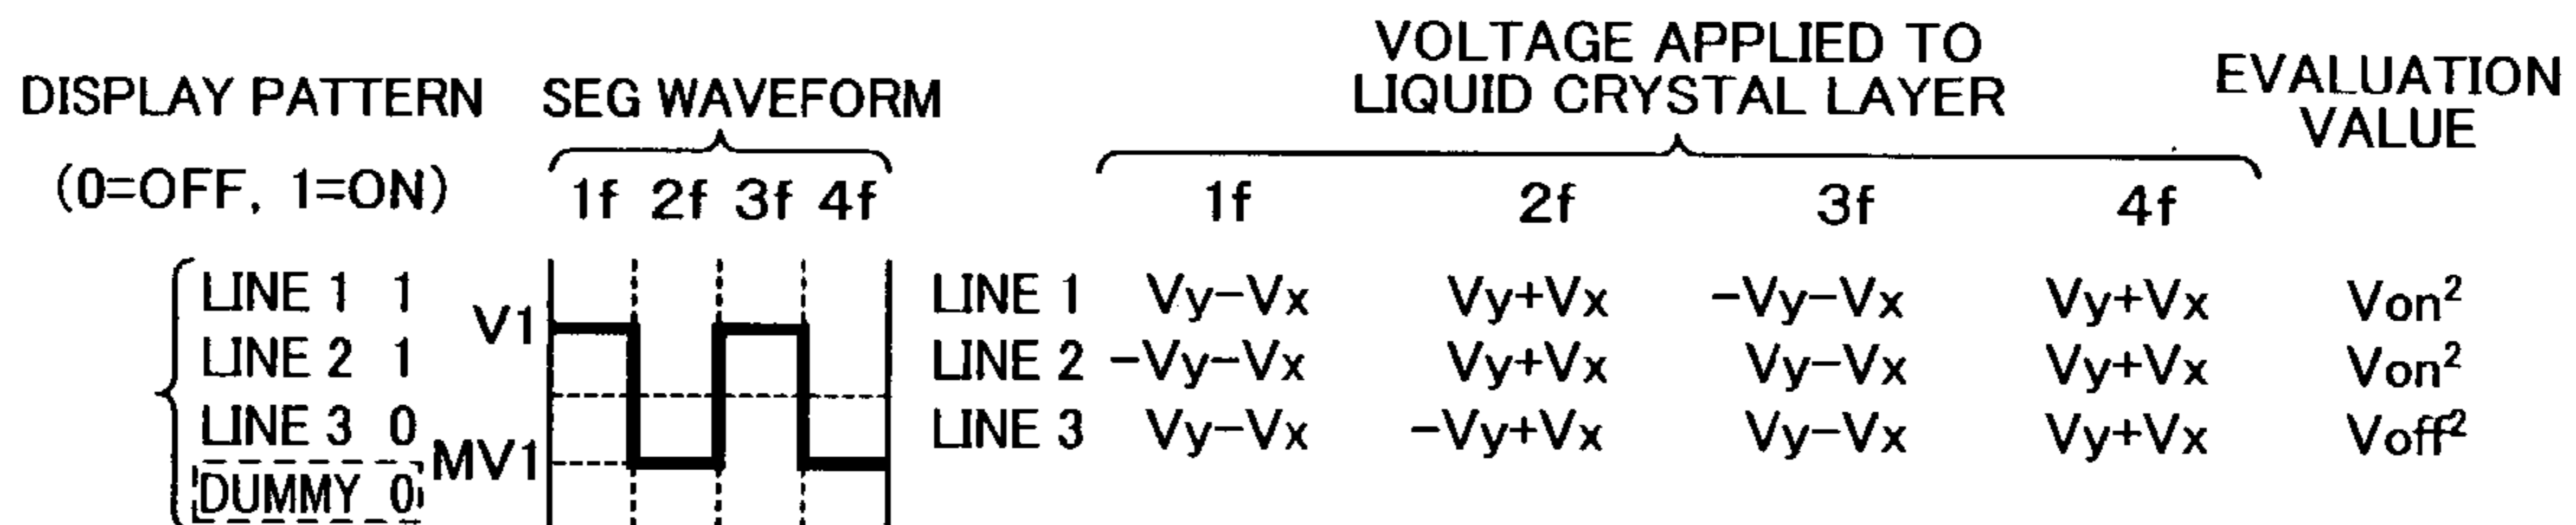 DISPLAY PATTERN
(0=OFF, 1=ON)
SEG WAVEFORM
1f 2f 3f 4f
VOLTAGE APPLIED TO
LIQUID CRYSTAL LAYER
1f 2f 3f 4f
EVALUATION
VALUE
LINE 1 1
LINE 2 1
LINE 3 0
DUMMY 0
V1
MV1
LINE 1 Vy-Vx Vy+Vx -Vy-Vx Vy+Vx Von²
LINE 2 -Vy-Vx Vy+Vx Vy-Vx Vy+Vx Von²
LINE 3 Vy-Vx -Vy+Vx Vy-Vx Vy+Vx Voff²